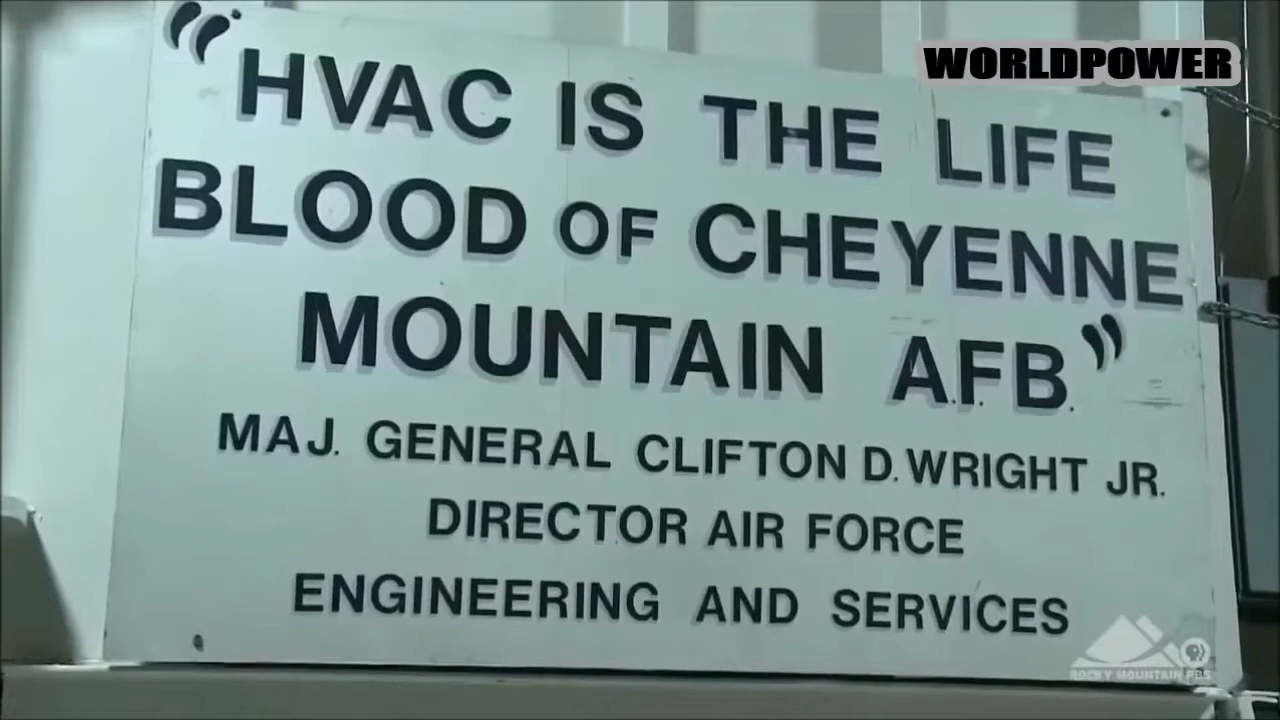 WORLDPOWER
"HVAC IS THE LIFE
BLOOD OF CHEYENNE
MOUNTAIN A.F.B."
MAJ. GENERAL CLIFTON D. WRIGHT JR.
DIRECTOR AIR FORCE
ENGINEERING AND SERVICES
ROCKY MOUNTAIN PBS